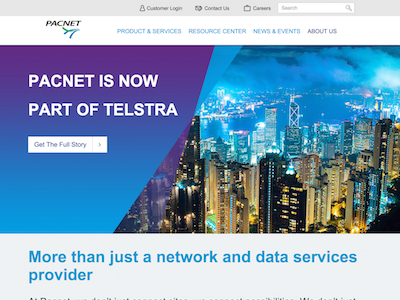 Customer Login Contact Us Careers Search
PACNET
PRODUCT & SERVICES RESOURCE CENTER NEWS & EVENTS ABOUT US
PACNET IS NOW
PART OF TELSTRA
Get The Full Story
More than just a network and data services
provider